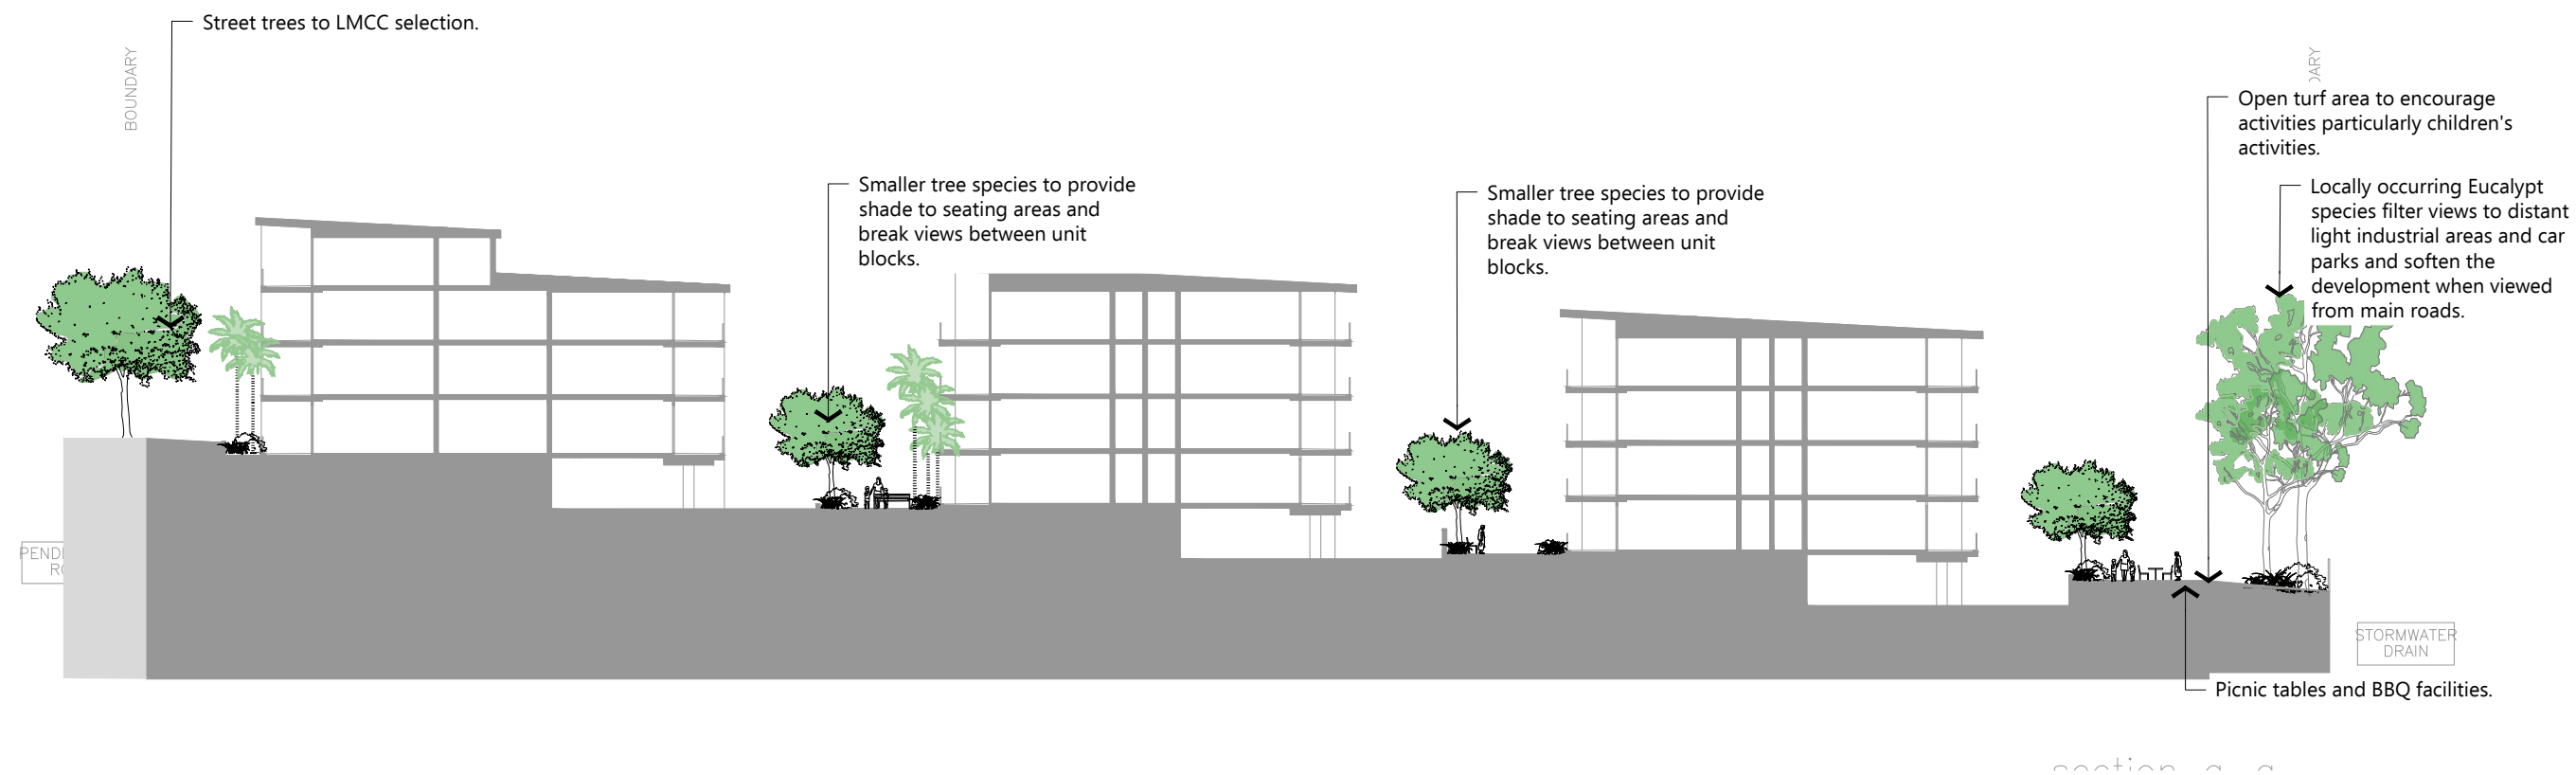 Street trees to LMCC selection.
BOUNDARY
Smaller tree species to provide
shade to seating areas and
break views between unit
blocks.
Smaller tree species to provide
shade to seating areas and
break views between unit
blocks.
Open turf area to encourage
activities particularly children's
activities.
Locally occurring Eucalypt
species filter views to distant
light industrial areas and car
parks and soften the
development when viewed
from main roads.
STORMWATER
DRAIN
Picnic tables and BBQ facilities.